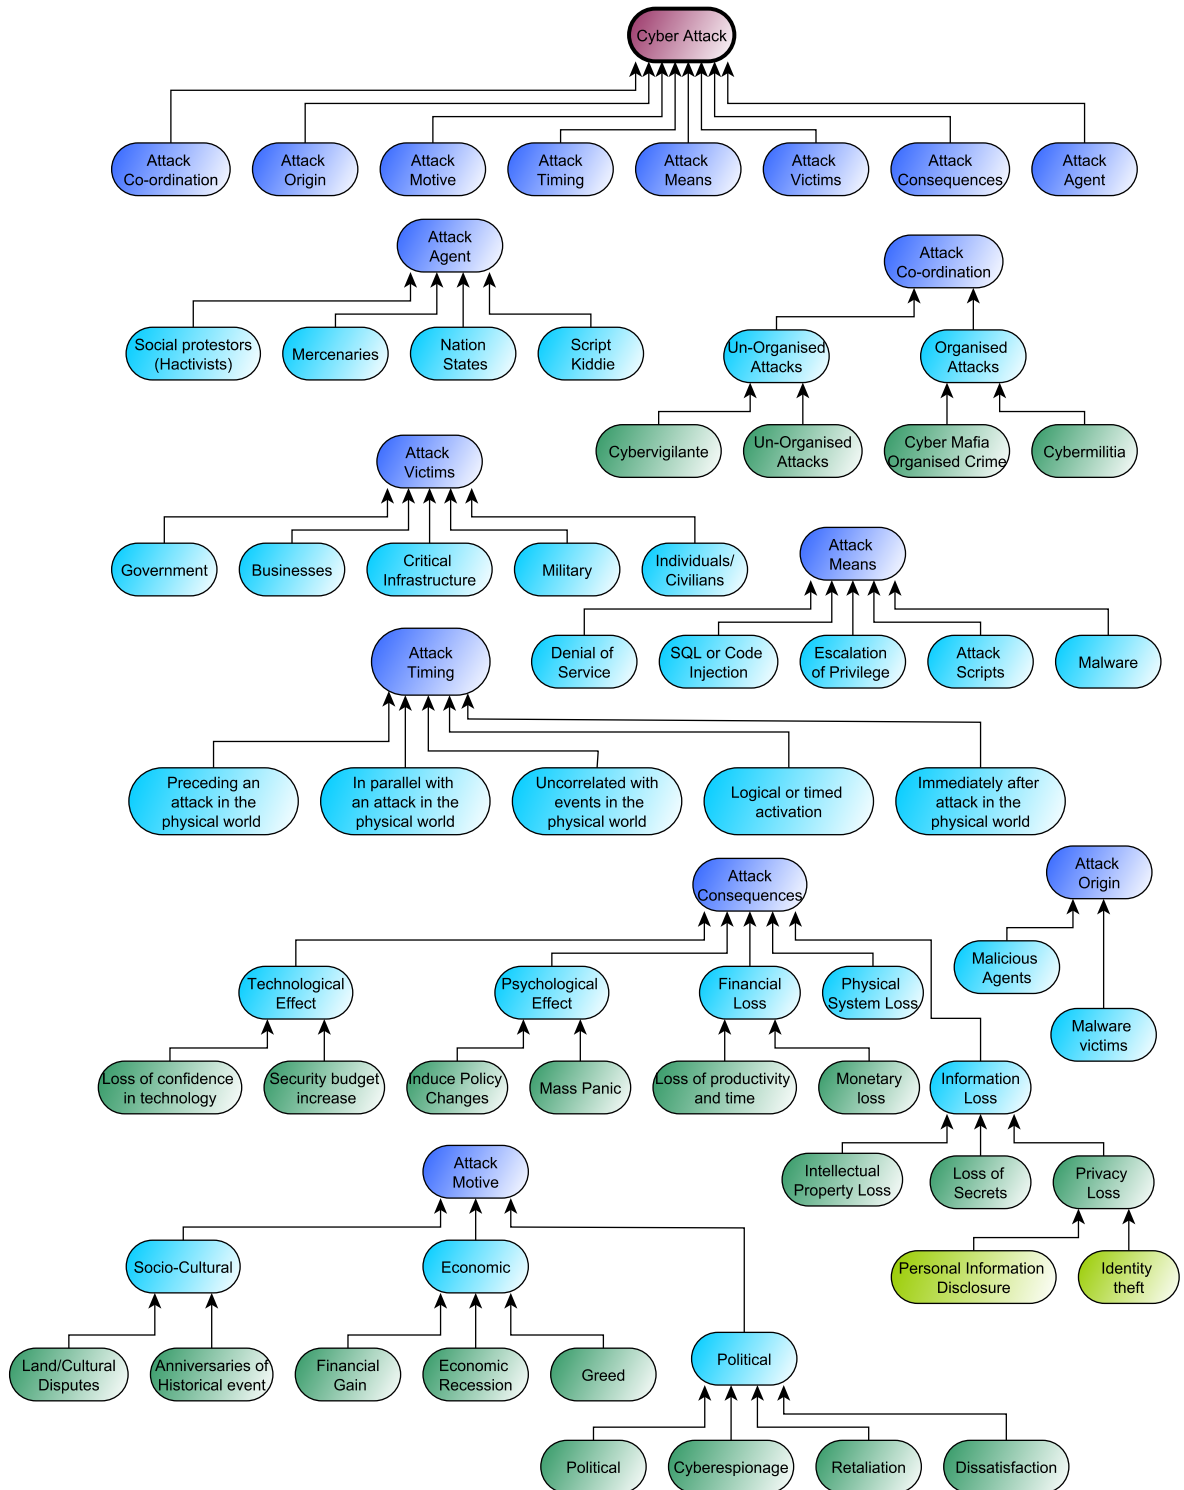 Cyber Attack
Attack
Co-ordination
Attack
Origin
Attack
Motive
Attack
Timing
Attack
Means
Attack
Victims
Attack
Consequences
Attack
Agent
Attack
Agent
Social protestors
(Hactivists)
Mercenaries
Nation
States
Script
Kiddie
Attack
Co-ordination
Un-Organised
Attacks
Organised
Attacks
Cybervigilante
Un-Organised
Attacks
Cyber Mafia
Organised Crime
Cybermilitia
Attack
Victims
Government
Businesses
Critical
Infrastructure
Military
Individuals/
Civilians
Attack
Means
Denial of
Service
SQL or Code
Injection
Escalation
of Privilege
Attack
Scripts
Malware
Attack
Timing
Preceding an
attack in the
physical world
In parallel with
an attack in the
physical world
Uncorrelated with
events in the
physical world
Logical or timed
activation
Immediately after
attack in the
physical world
Attack
Consequences
Technological
Effect
Psychological
Effect
Financial
Loss
Physical
System Loss
Loss of confidence
in technology
Security budget
increase
Induce Policy
Changes
Mass Panic
Loss of productivity
and time
Monetary
loss
Information
Loss
Intellectual
Property Loss
Loss of
Secrets
Privacy
Loss
Personal Information
Disclosure
Identity
theft
Attack
Origin
Malicious
Agents
Malware
victims
Attack
Motive
Socio-Cultural
Economic
Land/Cultural
Disputes
Anniversaries of
Historical event
Financial
Gain
Economic
Recession
Greed
Political
Political
Cyberespionage
Retaliation
Dissatisfaction